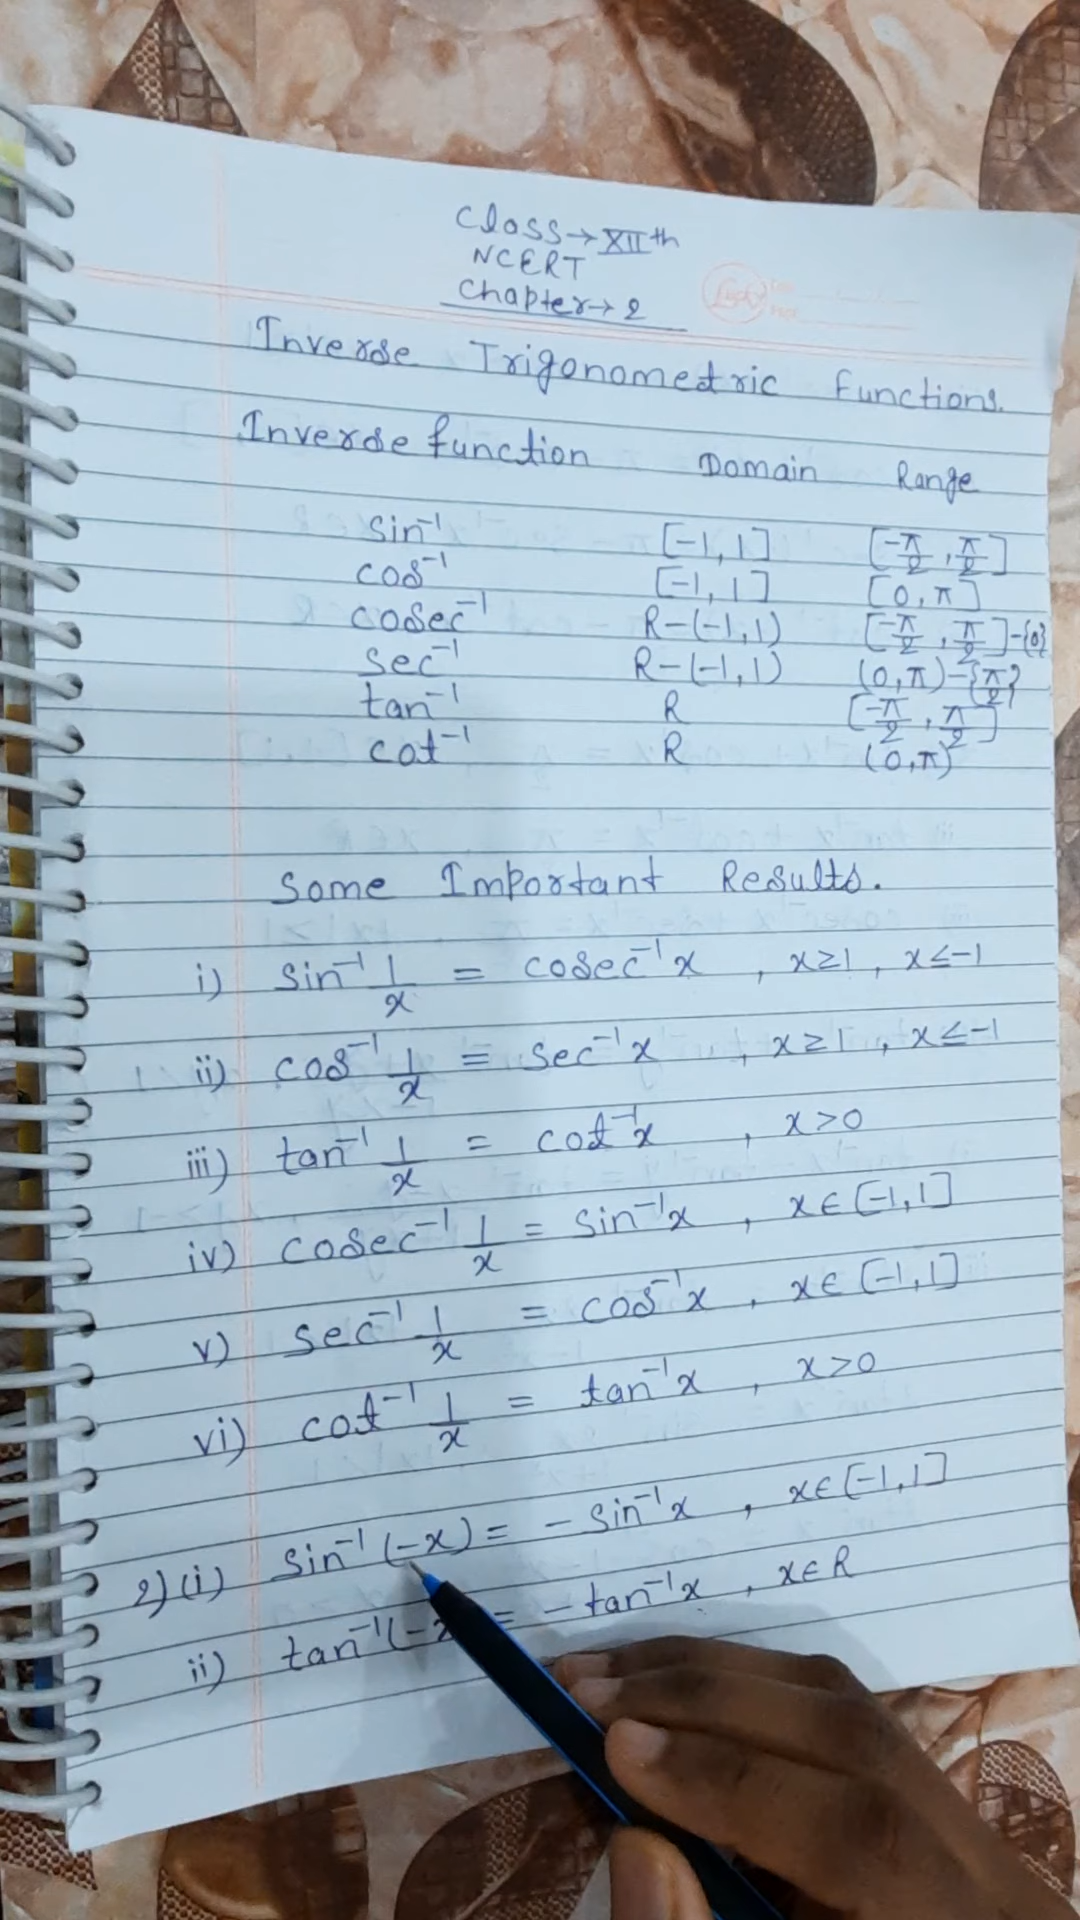 Class→XIIth
NCERT
Chapter→2
Inverse Trigonometric Functions.
Inverse function Domain Range
sin⁻¹ [-1,1] [-π/2, π/2]
cos⁻¹ [-1,1] [0,π]
cosec⁻¹ R-(-1,1) [-π/2, π/2]-{0}
sec⁻¹ R-(-1,1) (0,π)-{π/2}
tan⁻¹ R [-π/2, π/2]
cot⁻¹ R (0,π)
Some Important Results.
i) sin⁻¹ 1/x = cosec⁻¹x , x≥1, x≤-1
ii) cos⁻¹ 1/x = sec⁻¹x , x≥1, x≤-1
iii) tan⁻¹ 1/x = cot⁻¹x , x>0
iv) cosec⁻¹ 1/x = sin⁻¹x , x∈[-1,1]
v) sec⁻¹ 1/x = cos⁻¹x , x∈[-1,1]
vi) cot⁻¹ 1/x = tan⁻¹x , x>0
2)(i) sin⁻¹(-x) = -sin⁻¹x , x∈[-1,1]
ii) tan⁻¹(-x = -tan⁻¹x , x∈R